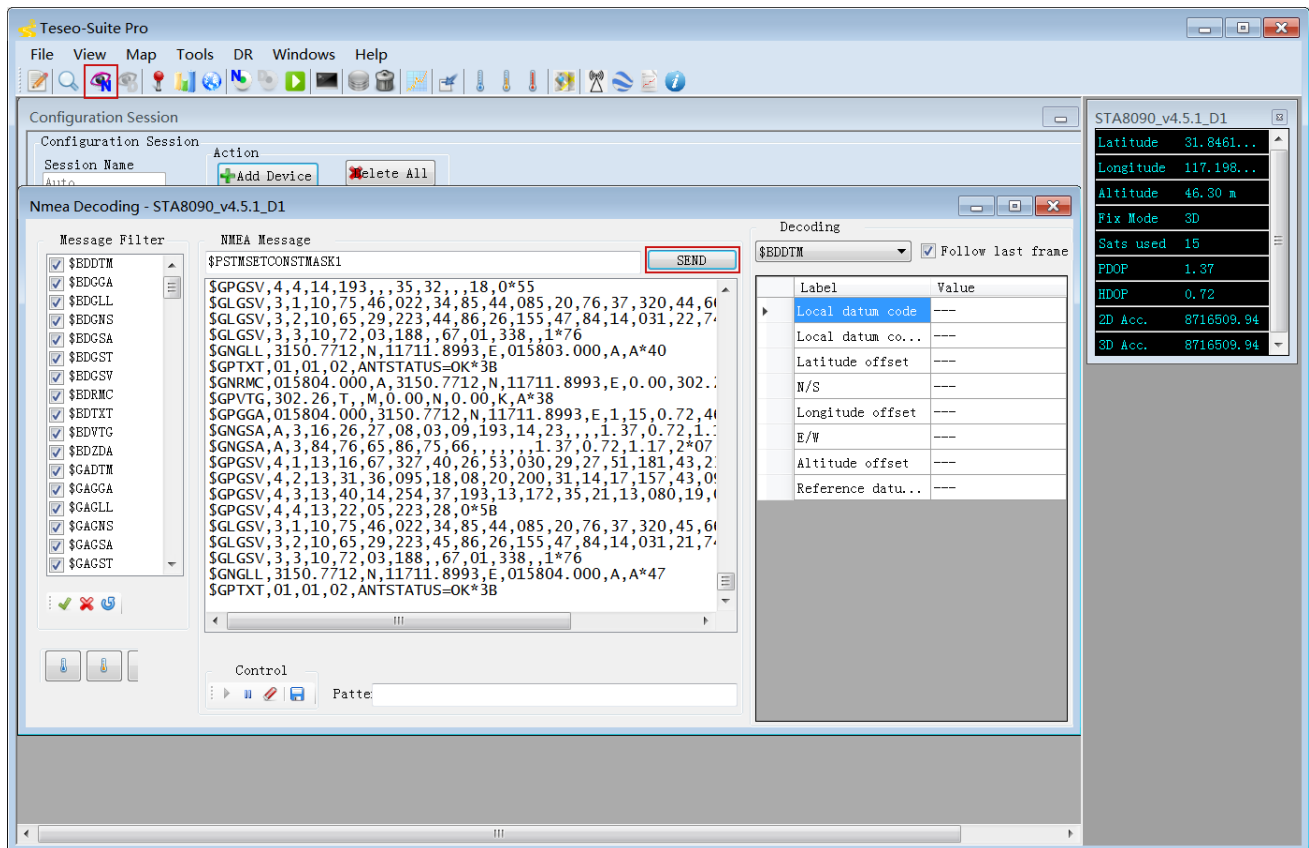 Teseo-Suite Pro
File View Map Tools DR Windows Help
Configuration Session
Configuration Session
Session Name
Auto
Action
Add Device
Delete All
Nmea Decoding - STA8090_v4.5.1_D1
Message Filter
$BDDTM
$BDGGA
$BDGLL
$BDGNS
$BDGSA
$BDGST
$BDGSV
$BDRMC
$BDTXT
$BDVTG
$BDZDA
$GADTM
$GAGGA
$GAGLL
$GAGNS
$GAGSA
$GAGST
NMEA Message
$PSTMSETCONSTMASK1
SEND
$GPGSV,4,4,14,193,,,35,32,,,18,0*55
$GLGSV,3,1,10,75,46,022,34,85,44,085,20,76,37,320,44,6
$GLGSV,3,2,10,65,29,223,44,86,26,155,47,84,14,031,22,7
$GLGSV,3,3,10,72,03,188,,67,01,338,,1*76
$GNGLL,3150.7712,N,11711.8993,E,015803.000,A,A*40
$GPTXT,01,01,02,ANTSTATUS=OK*3B
$GNRMC,015804.000,A,3150.7712,N,11711.8993,E,0.00,302.
$GPVTG,302.26,T,,M,0.00,N,0.00,K,A*38
$GPGGA,015804.000,3150.7712,N,11711.8993,E,1,15,0.72,4
$GNGSA,A,3,16,26,27,08,03,09,193,14,23,,,,1.37,0.72,1.
$GNGSA,A,3,84,76,65,86,75,66,,,,,,,1.37,0.72,1.17,2*07
$GPGSV,4,1,13,16,67,327,40,26,53,030,29,27,51,181,43,2
$GPGSV,4,2,13,31,36,095,18,08,20,200,31,14,17,157,43,0
$GPGSV,4,3,13,40,14,254,37,193,13,172,35,21,13,080,19,
$GPGSV,4,4,13,22,05,223,28,0*5B
$GLGSV,3,1,10,75,46,022,34,85,44,085,20,76,37,320,45,6
$GLGSV,3,2,10,65,29,223,45,86,26,155,47,84,14,031,21,7
$GLGSV,3,3,10,72,03,188,,67,01,338,,1*76
$GNGLL,3150.7712,N,11711.8993,E,015804.000,A,A*47
$GPTXT,01,01,02,ANTSTATUS=OK*3B
Control
Patte
Decoding
$BDDTM
Follow last frame
Label Value
Local datum code ---
Local datum co... ---
Latitude offset ---
N/S ---
Longitude offset ---
E/W ---
Altitude offset ---
Reference datu... ---
STA8090_v4.5.1_D1
Latitude 31.8461...
Longitude 117.198...
Altitude 46.30 m
Fix Mode 3D
Sats used 15
PDOP 1.37
HDOP 0.72
2D Acc. 8716509.94
3D Acc. 8716509.94